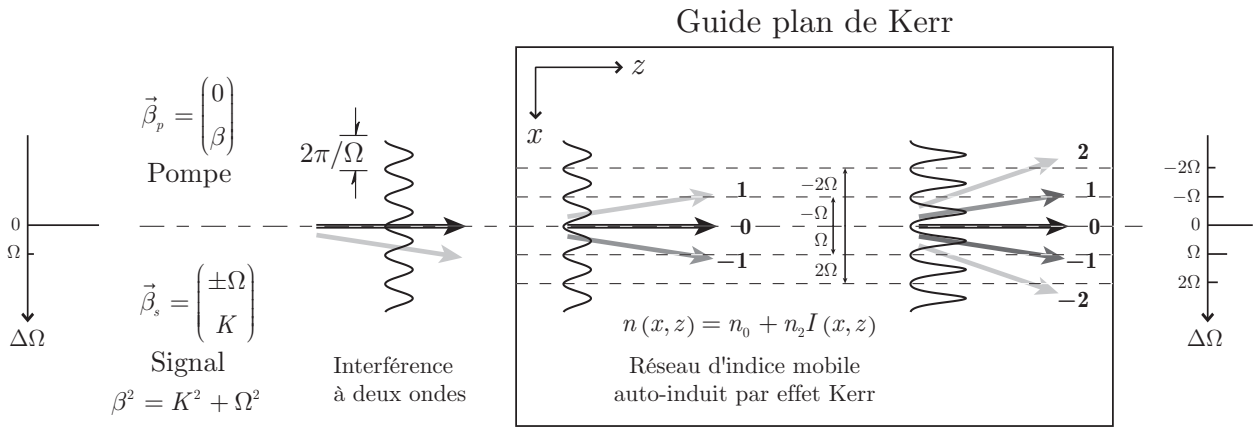 Guide plan de Kerr
z
x
β⃗p = (0 β)
Pompe
2π/Ω
0
Ω
ΔΩ
β⃗s = (±Ω K)
Signal
β² = K² + Ω²
Interférence
à deux ondes
1
0
−1
−2Ω
−Ω
Ω
2Ω
2
1
0
−1
−2
n(x,z) = n₀ + n₂I(x,z)
Réseau d'indice mobile
auto-induit par effet Kerr
−2Ω
−Ω
0
Ω
2Ω
ΔΩ